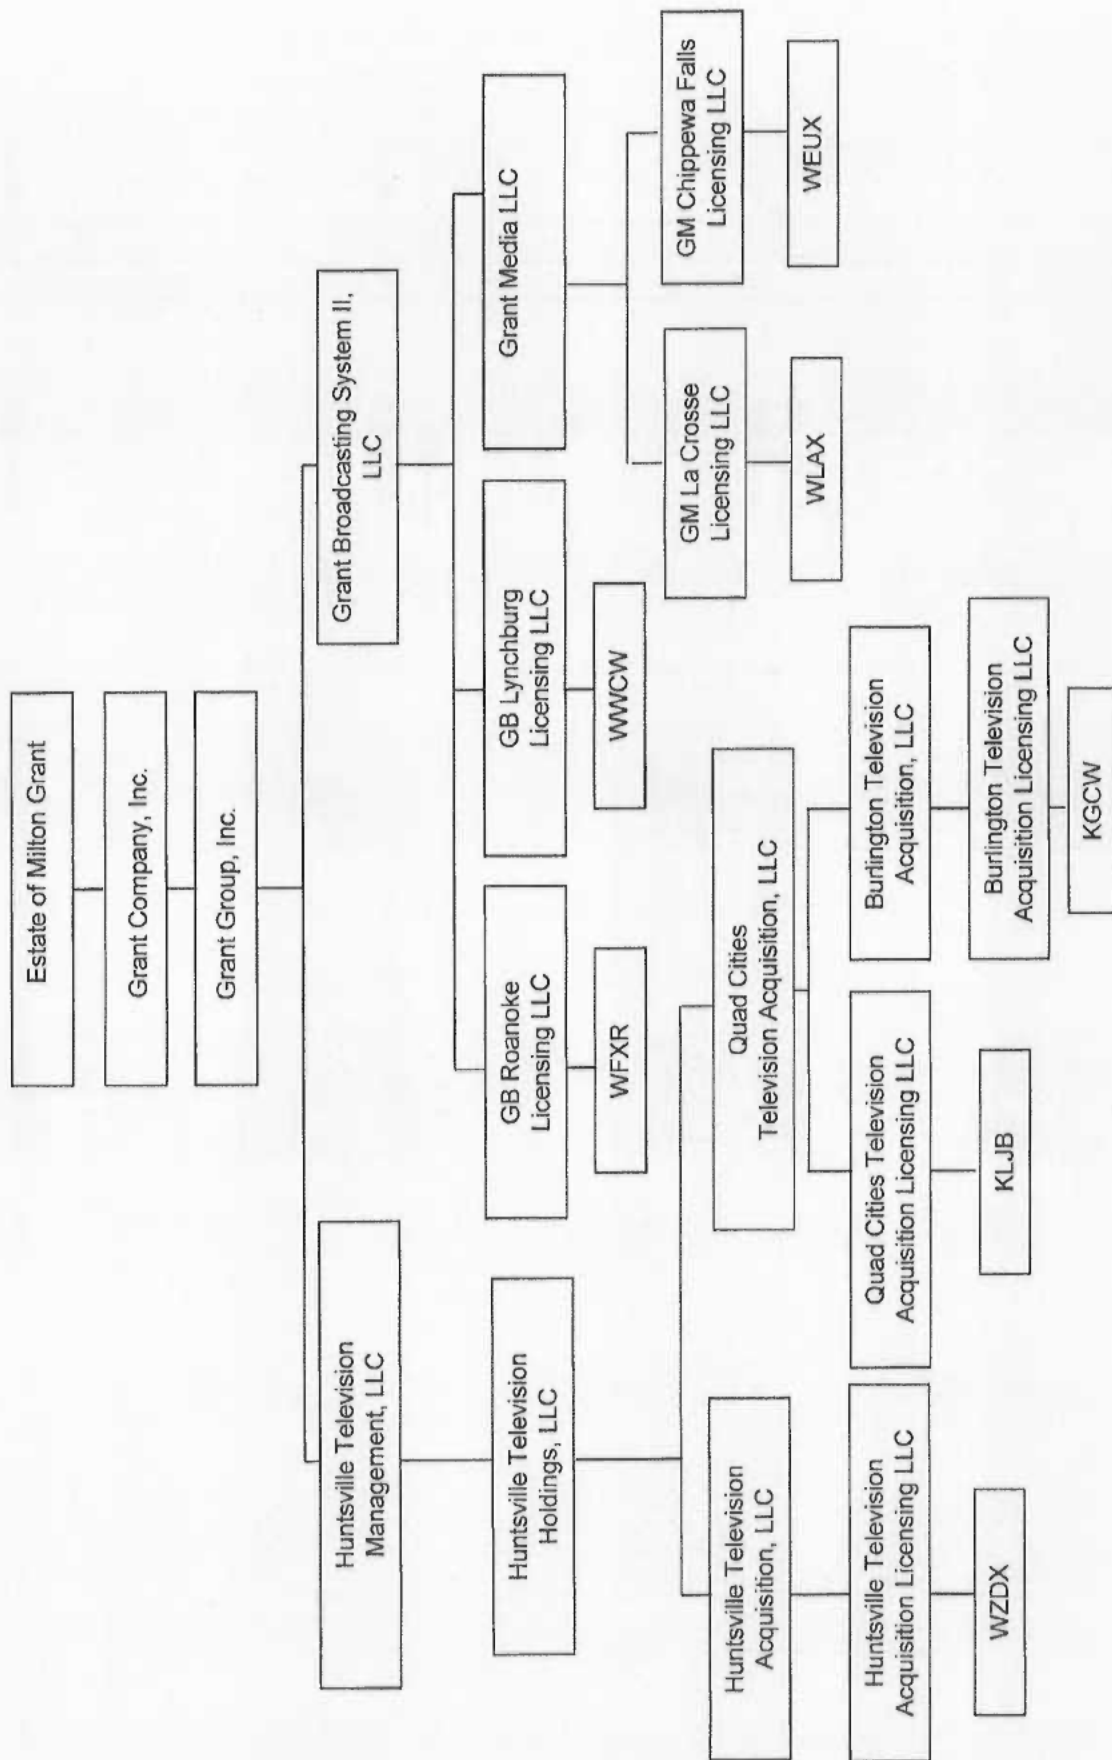 Estate of Milton Grant
Grant Company, Inc.
Grant Group, Inc.
Huntsville Television
Management, LLC
Grant Broadcasting System II,
LLC
Huntsville Television
Holdings, LLC
GB Roanoke
Licensing LLC
GB Lynchburg
Licensing LLC
Grant Media LLC
WFXR
WWCW
GM La Crosse
Licensing LLC
GM Chippewa Falls
Licensing LLC
WLAX
WEUX
Huntsville Television
Acquisition, LLC
Quad Cities
Television Acquisition, LLC
Huntsville Television
Acquisition Licensing LLC
Quad Cities Television
Acquisition Licensing LLC
Burlington Television
Acquisition, LLC
WZDX
KLJB
Burlington Television
Acquisition Licensing LLC
KGCW